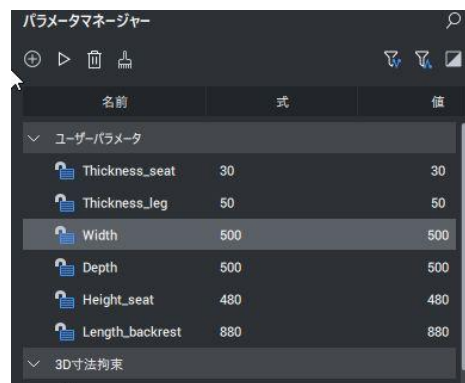 パラメータマネージャー
名前 式 値
ユーザーパラメータ
Thickness_seat 30 30
Thickness_leg 50 50
Width 500 500
Depth 500 500
Height_seat 480 480
Length_backrest 880 880
3D寸法拘束